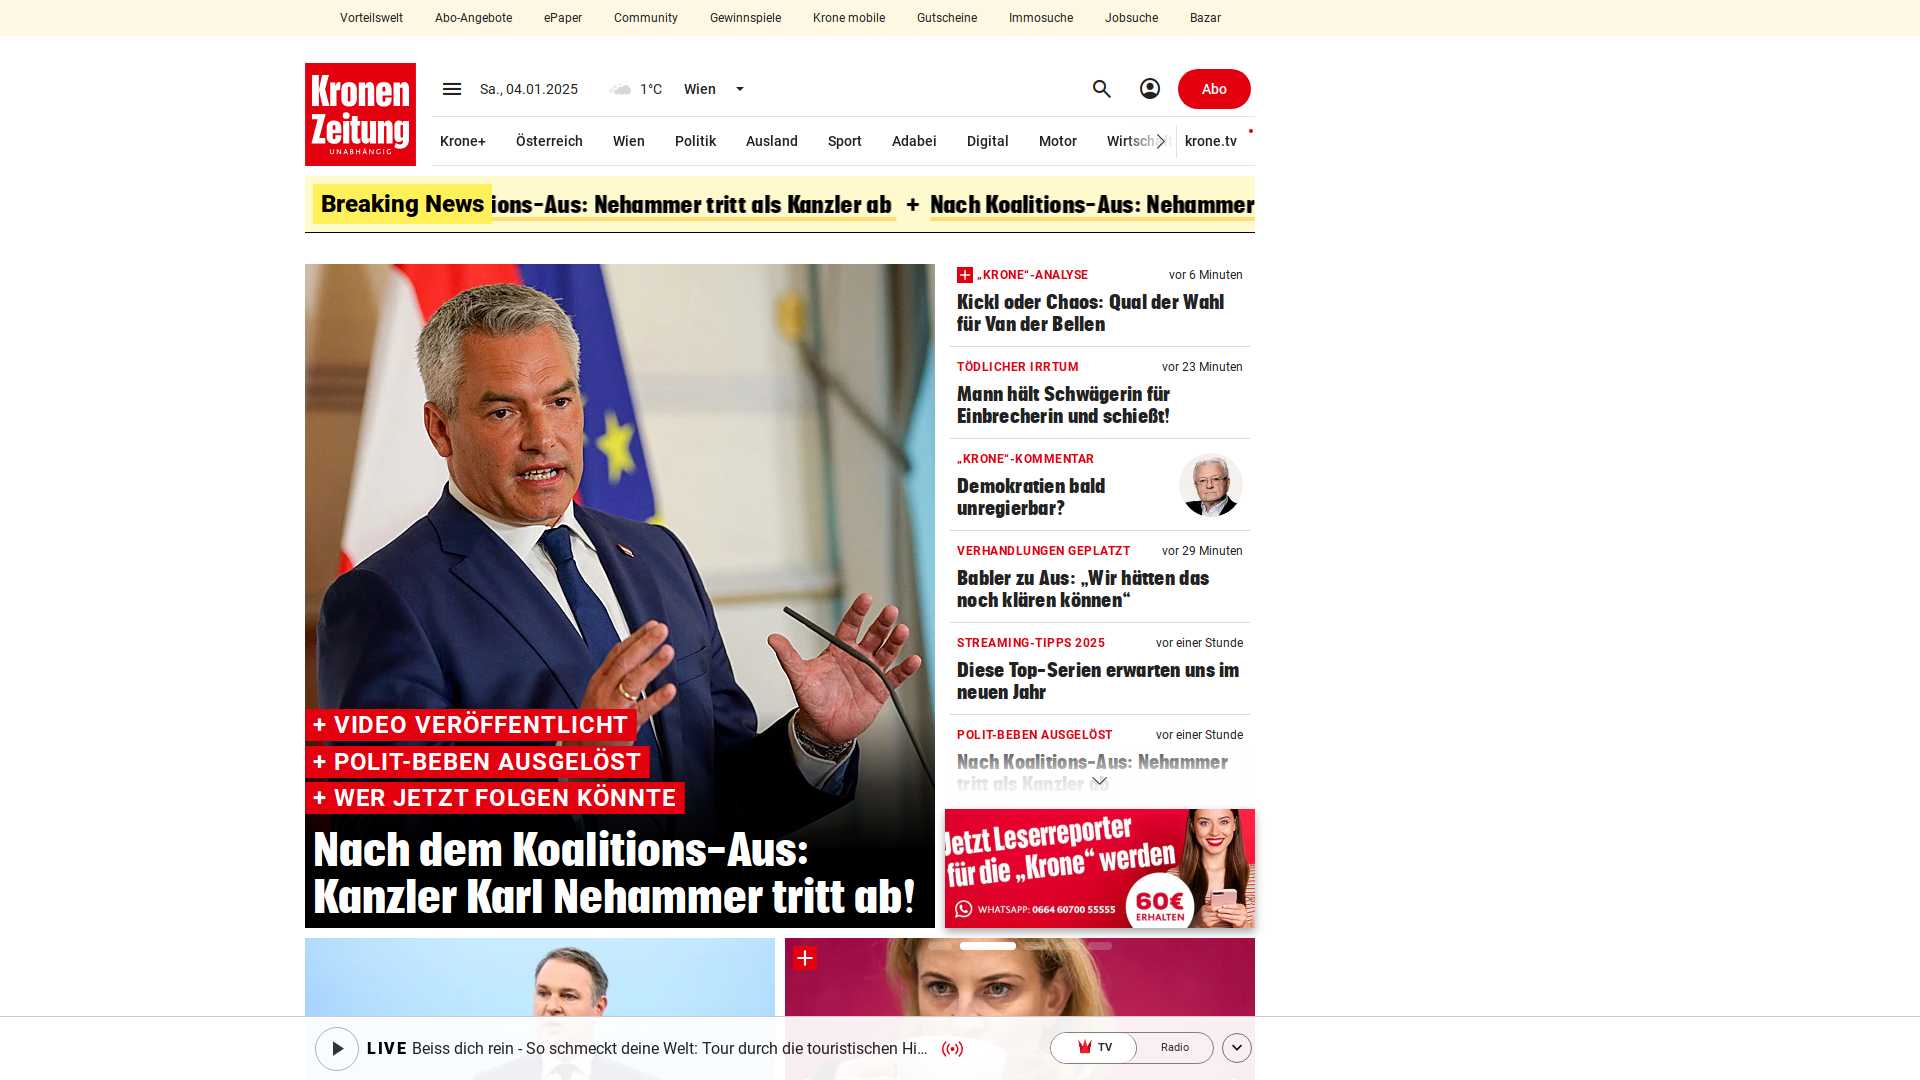 Vorteilswelt Abo-Angebote ePaper Community Gewinnspiele Krone mobile Gutscheine Immosuche Jobsuche Bazar
Kronen
Zeitung
UNABHÄNGIG
Sa., 04.01.2025 1°C Wien Abo
Krone+ Österreich Wien Politik Ausland Sport Adabei Digital Motor Wirtschaft krone.tv
Breaking News ions-Aus: Nehammer tritt als Kanzler ab + Nach Koalitions-Aus: Nehammer
+ VIDEO VERÖFFENTLICHT
+ POLIT-BEBEN AUSGELÖST
+ WER JETZT FOLGEN KÖNNTE
Nach dem Koalitions-Aus:
Kanzler Karl Nehammer tritt ab!
„KRONE“-ANALYSE vor 6 Minuten
Kickl oder Chaos: Qual der Wahl
für Van der Bellen
TÖDLICHER IRRTUM vor 23 Minuten
Mann hält Schwägerin für
Einbrecherin und schießt!
„KRONE“-KOMMENTAR
Demokratien bald
unregierbar?
VERHANDLUNGEN GEPLATZT vor 29 Minuten
Babler zu Aus: „Wir hätten das
noch klären können“
STREAMING-TIPPS 2025 vor einer Stunde
Diese Top-Serien erwarten uns im
neuen Jahr
POLIT-BEBEN AUSGELÖST vor einer Stunde
Nach Koalitions-Aus: Nehammer
tritt als Kanzler ab
Jetzt Leserreporter
für die „Krone“ werden
WHATSAPP: 0664 60700 55555
60€
ERHALTEN
LIVE Beiss dich rein - So schmeckt deine Welt: Tour durch die touristischen Hi... TV Radio